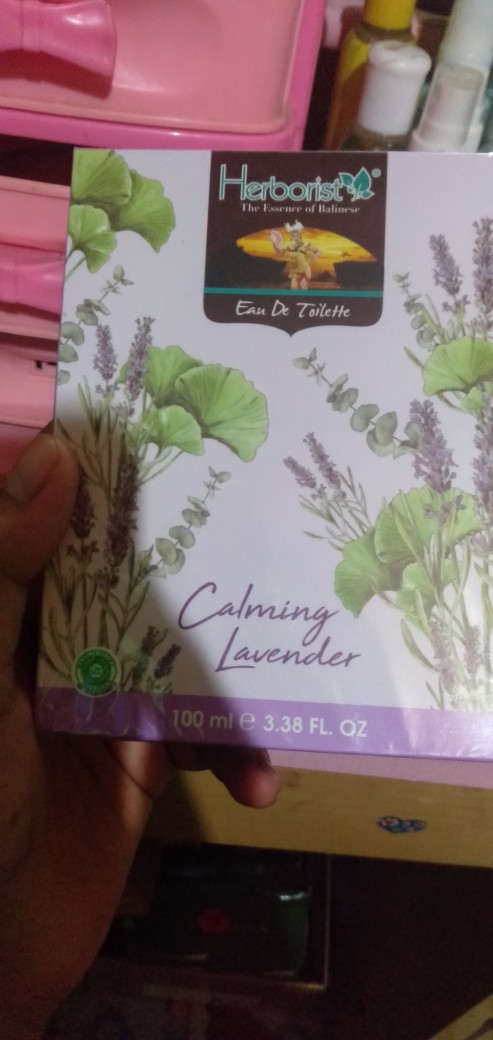 Herborist®
The Essence of Balinese
Eau De Toilette
Calming
Lavender
100 ml e 3.38 FL. OZ